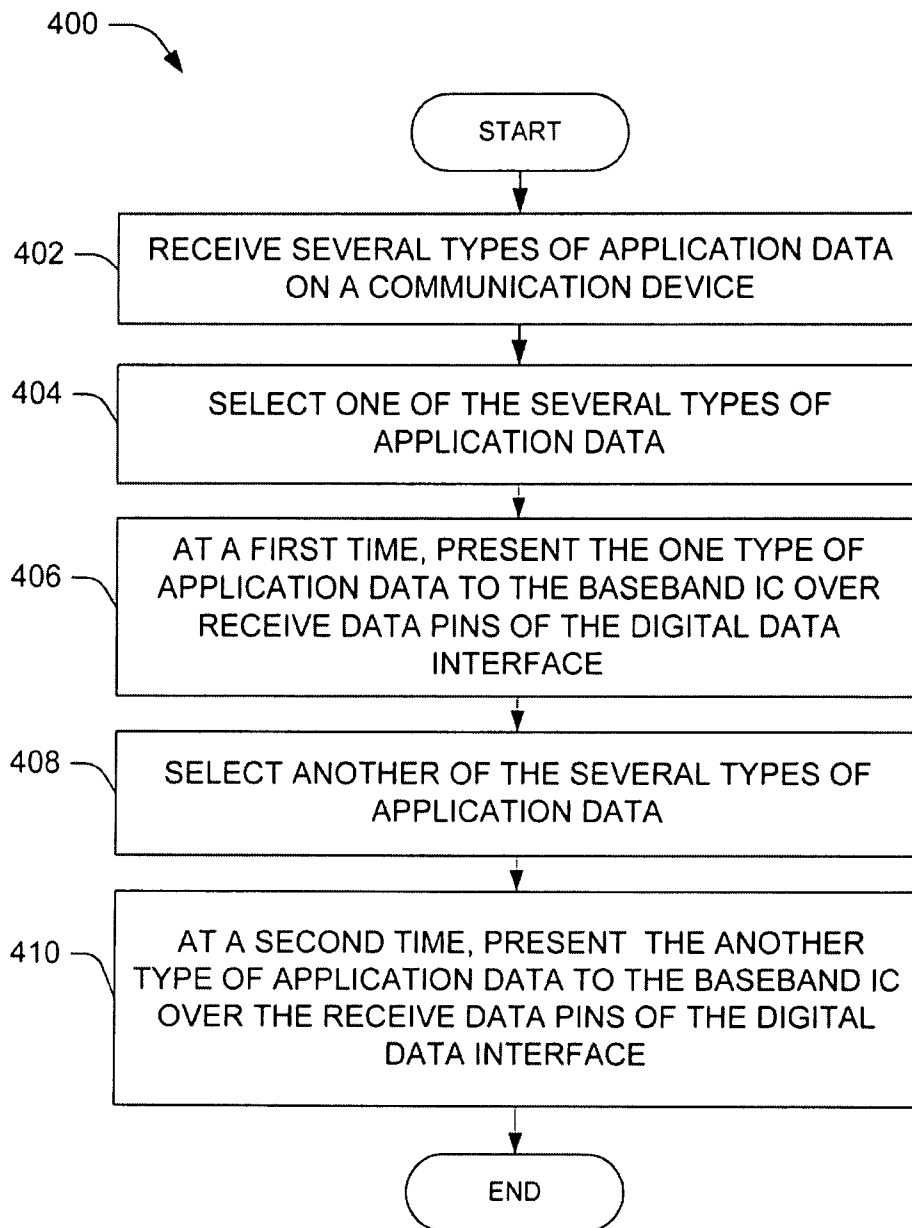 400
START
402
RECEIVE SEVERAL TYPES OF APPLICATION DATA
ON A COMMUNICATION DEVICE
404
SELECT ONE OF THE SEVERAL TYPES OF
APPLICATION DATA
406
AT A FIRST TIME, PRESENT THE ONE TYPE OF
APPLICATION DATA TO THE BASEBAND IC OVER
RECEIVE DATA PINS OF THE DIGITAL DATA
INTERFACE
408
SELECT ANOTHER OF THE SEVERAL TYPES OF
APPLICATION DATA
410
AT A SECOND TIME, PRESENT THE ANOTHER
TYPE OF APPLICATION DATA TO THE BASEBAND IC
OVER THE RECEIVE DATA PINS OF THE DIGITAL
DATA INTERFACE
END